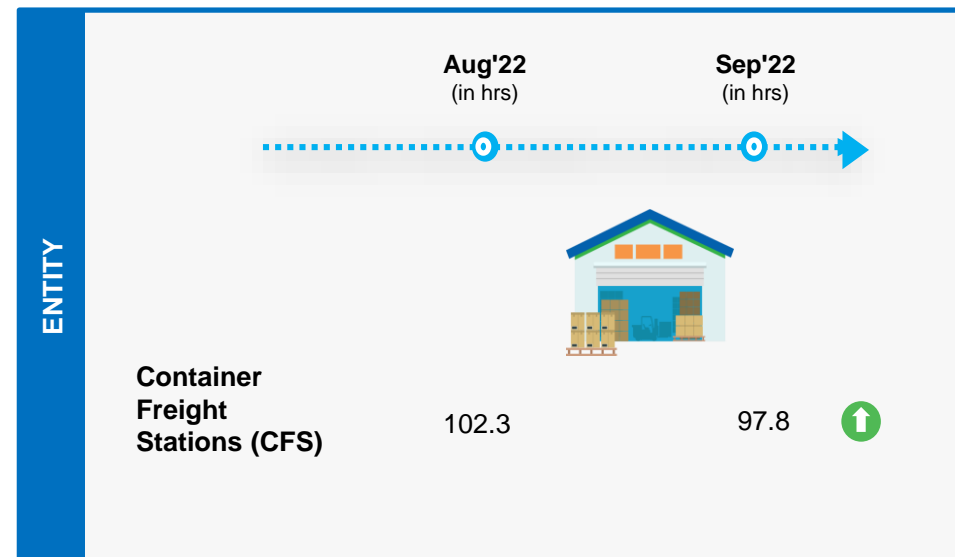 Aug'22
(in hrs)
Sep'22
(in hrs)
ENTITY
Container
Freight
Stations (CFS)
102.3
97.8